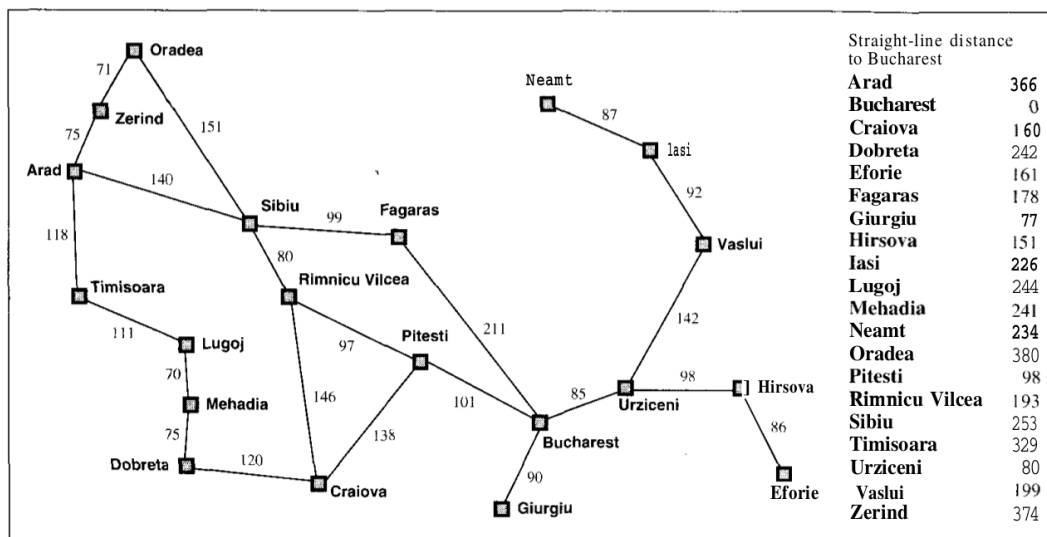 Oradea
71
Neamt
Zerind
87
151
75
Iasi
Arad
140
92
Sibiu
99
Fagaras
118
80
Vaslui
Rimnicu Vilcea
Timisoara
142
211
111
Lugoj
97
Pitesti
70
146
101
85
98
Hirsova
Mehadia
Urziceni
75
138
86
Bucharest
120
Dobreta
90
Craiova
Eforie
Giurgiu
Straight-line distance
to Bucharest
Arad 366
Bucharest 0
Craiova 160
Dobreta 242
Eforie 161
Fagaras 178
Giurgiu 77
Hirsova 151
Iasi 226
Lugoj 244
Mehadia 241
Neamt 234
Oradea 380
Pitesti 98
Rimnicu Vilcea 193
Sibiu 253
Timisoara 329
Urziceni 80
Vaslui 199
Zerind 374